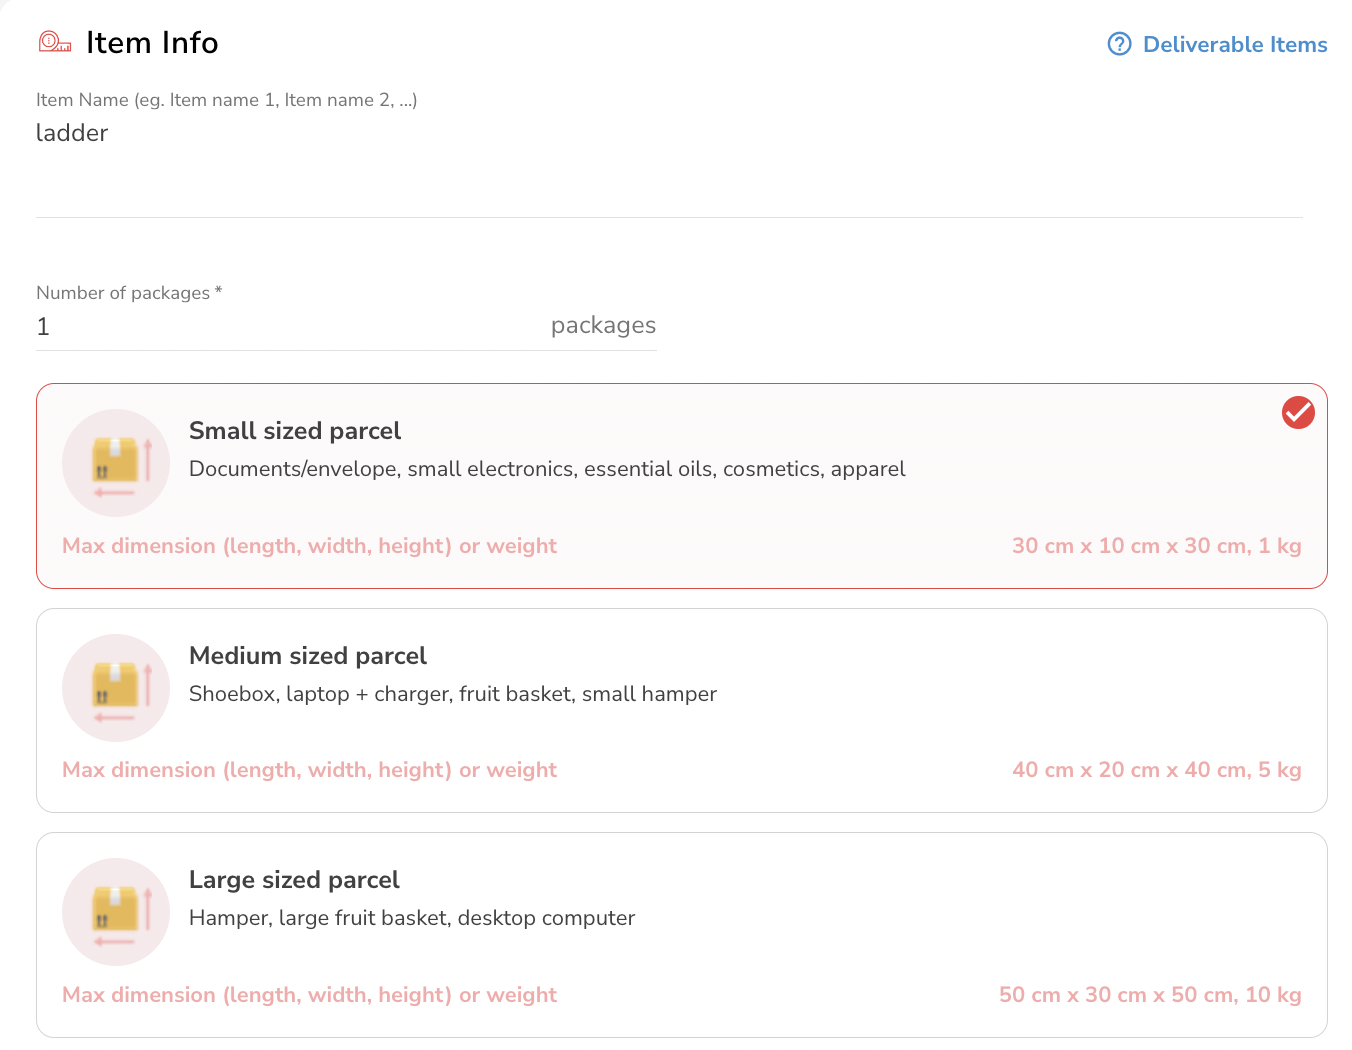 Item Info
Deliverable Items
Item Name (eg. Item name 1, Item name 2, ...)
ladder
Number of packages *
1 packages
Small sized parcel
Documents/envelope, small electronics, essential oils, cosmetics, apparel
Max dimension (length, width, height) or weight 30 cm x 10 cm x 30 cm, 1 kg
Medium sized parcel
Shoebox, laptop + charger, fruit basket, small hamper
Max dimension (length, width, height) or weight 40 cm x 20 cm x 40 cm, 5 kg
Large sized parcel
Hamper, large fruit basket, desktop computer
Max dimension (length, width, height) or weight 50 cm x 30 cm x 50 cm, 10 kg